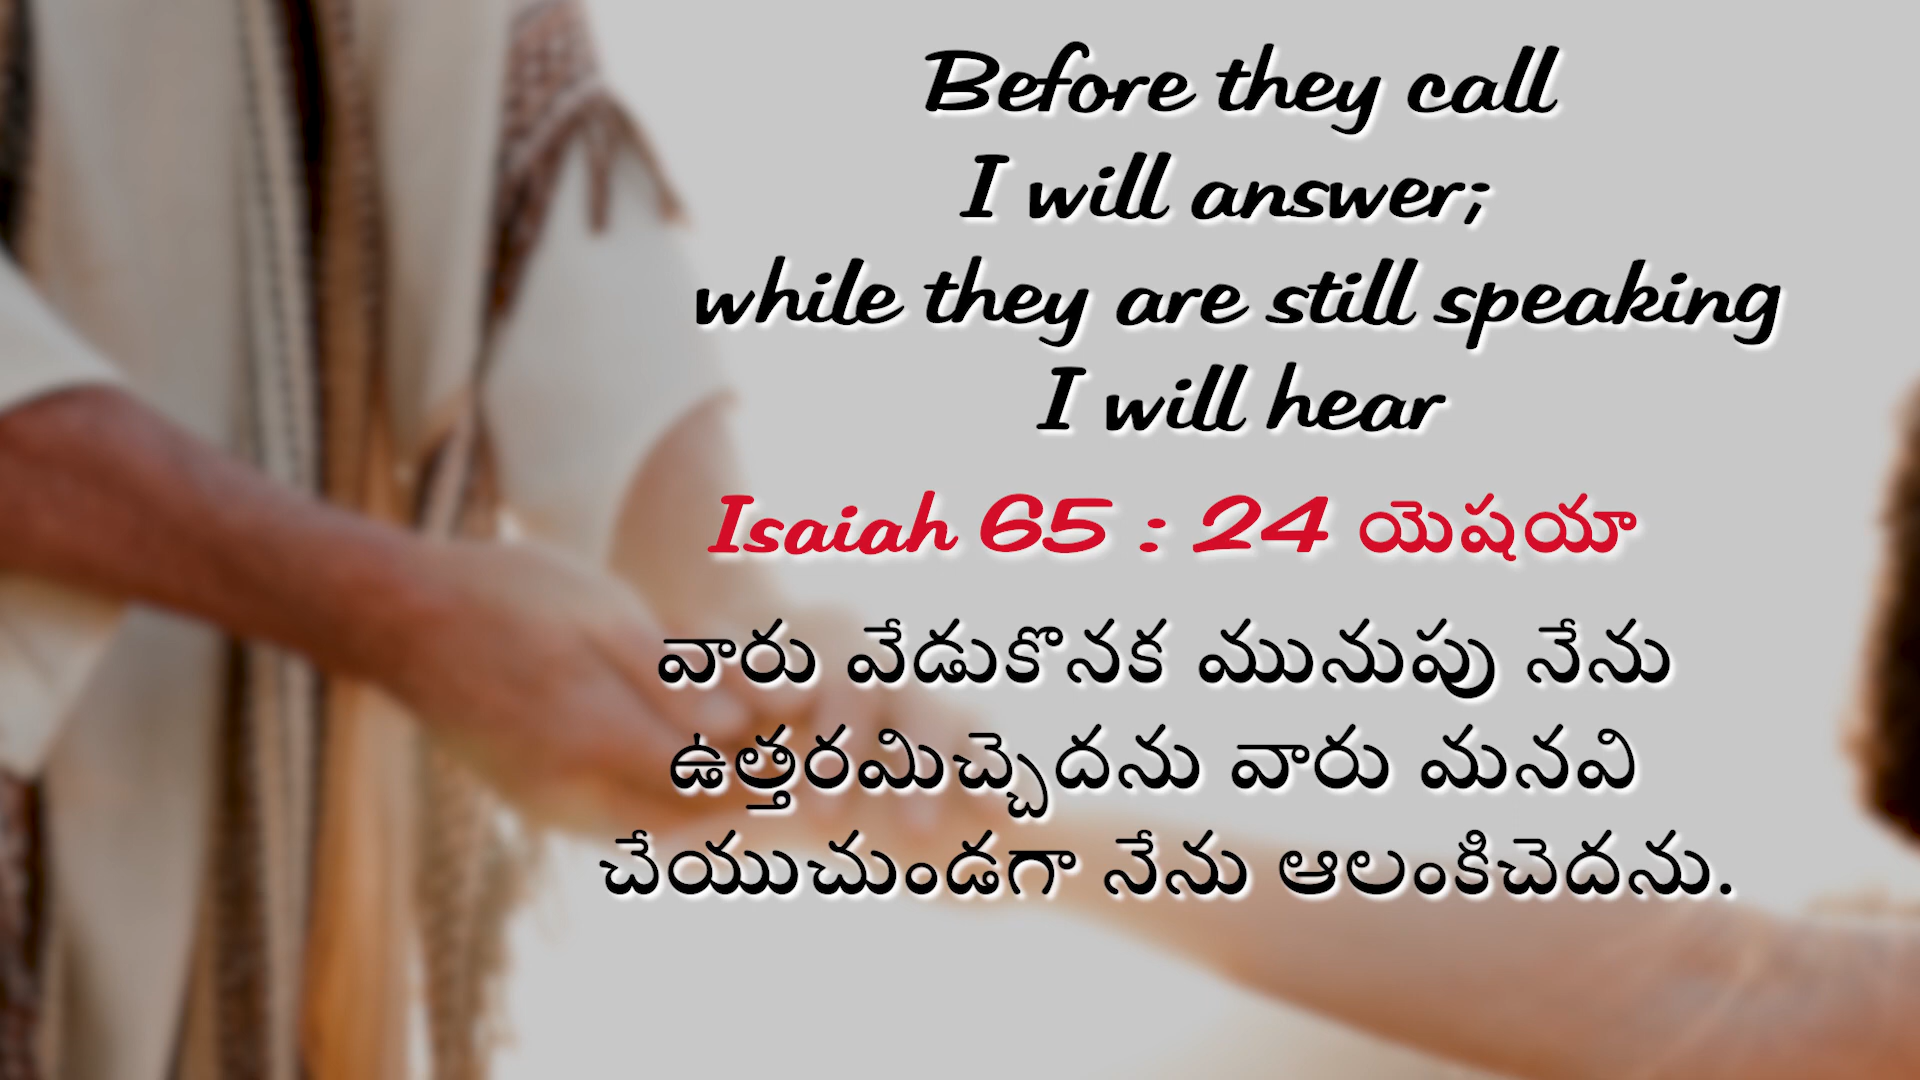 Before they call
I will answer;
while they are still speaking
I will hear
Isaiah 65 : 24 యెషయా
వారు వేడుకొనక మునుపు నేను
ఉత్తరమిచ్చెదను వారు మనవి
చేయుచుండగా నేను ఆలంకిచెదను.